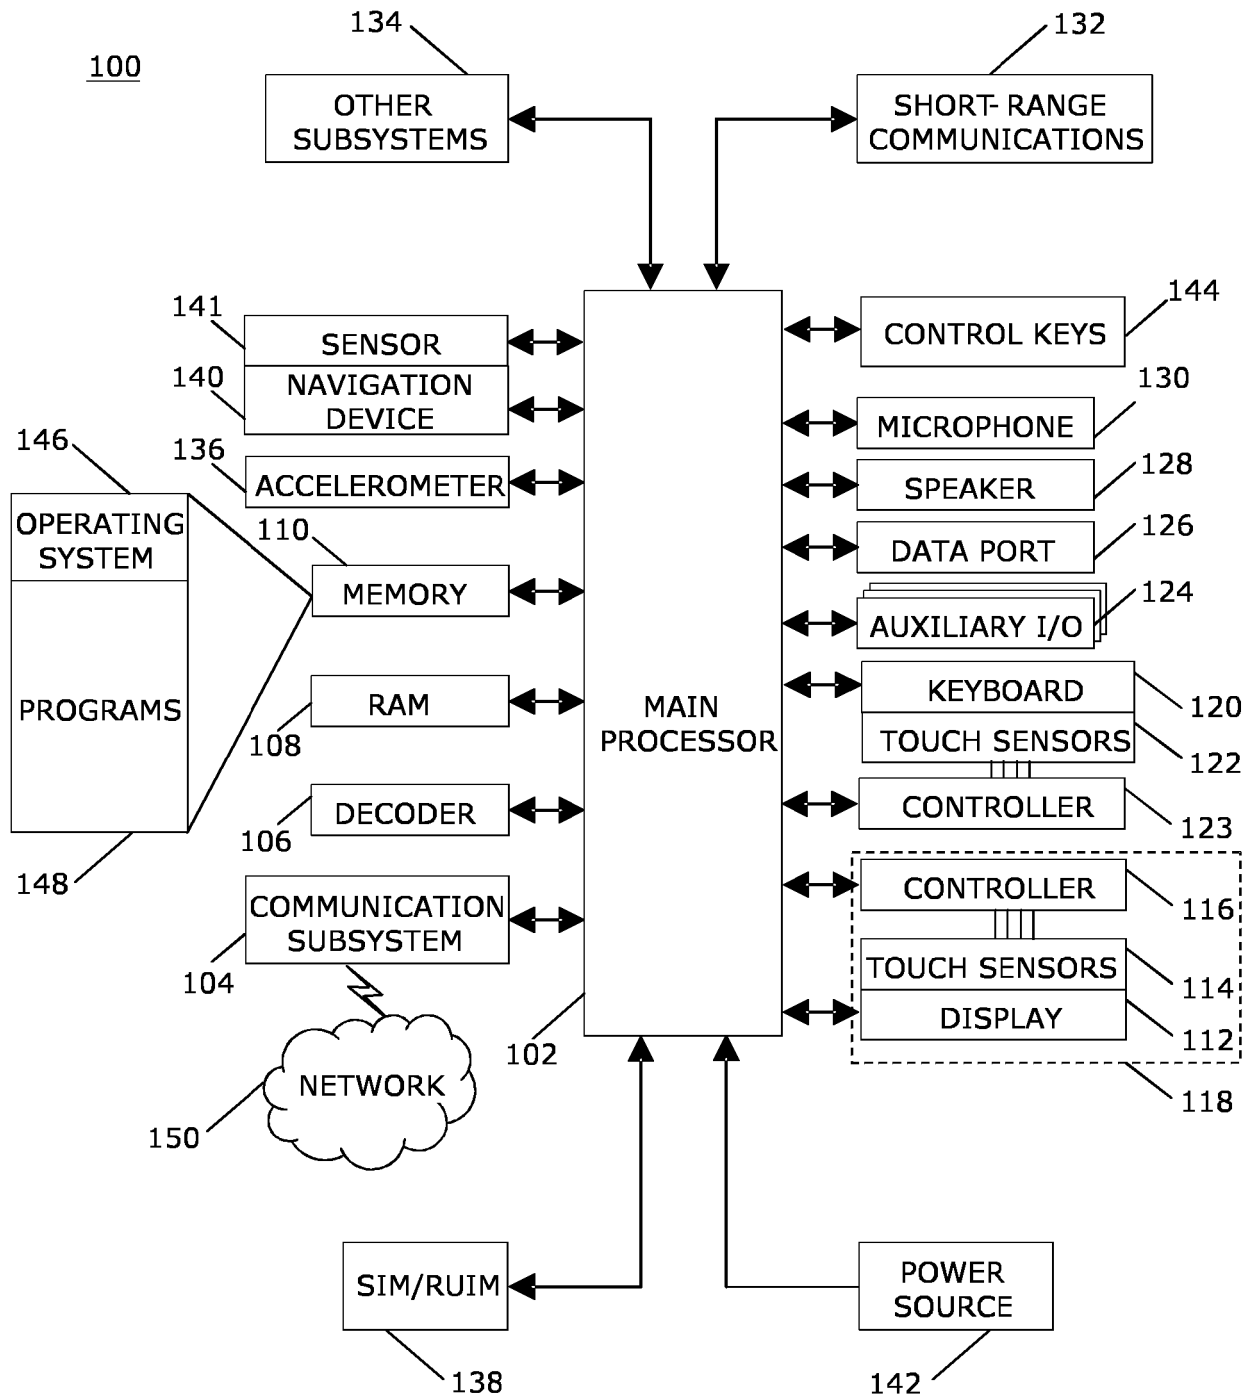 134
132
100
OTHER
SUBSYSTEMS
SHORT-RANGE
COMMUNICATIONS
141
SENSOR
140
NAVIGATION
DEVICE
136
ACCELEROMETER
146
OPERATING
SYSTEM
PROGRAMS
148
110
MEMORY
RAM
108
DECODER
106
COMMUNICATION
SUBSYSTEM
104
NETWORK
150
MAIN
PROCESSOR
102
144
CONTROL KEYS
130
MICROPHONE
128
SPEAKER
126
DATA PORT
124
AUXILIARY I/O
KEYBOARD
120
TOUCH SENSORS
122
CONTROLLER
123
CONTROLLER
116
TOUCH SENSORS
114
DISPLAY
112
118
SIM/RUIM
138
POWER
SOURCE
142